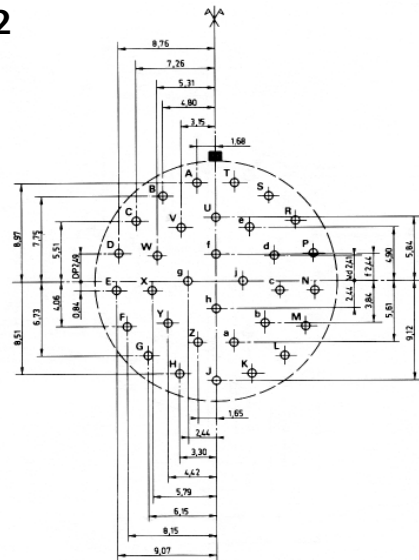 2
8,76
7,26
5,31
4,80
3,15
1,68
A T
B S
U
C R
V e
D W f d P
g j
E X c N
h
F Y b M
Z a
G L
H J K
8,97
7,75
5,51
DP2,49
4,06
0,84
6,73
8,51
Wd 2,41
f 2,44
4,90
5,84
2,44
3,84
5,61
9,12
1,65
2,44
3,30
4,42
5,79
6,15
8,15
9,07